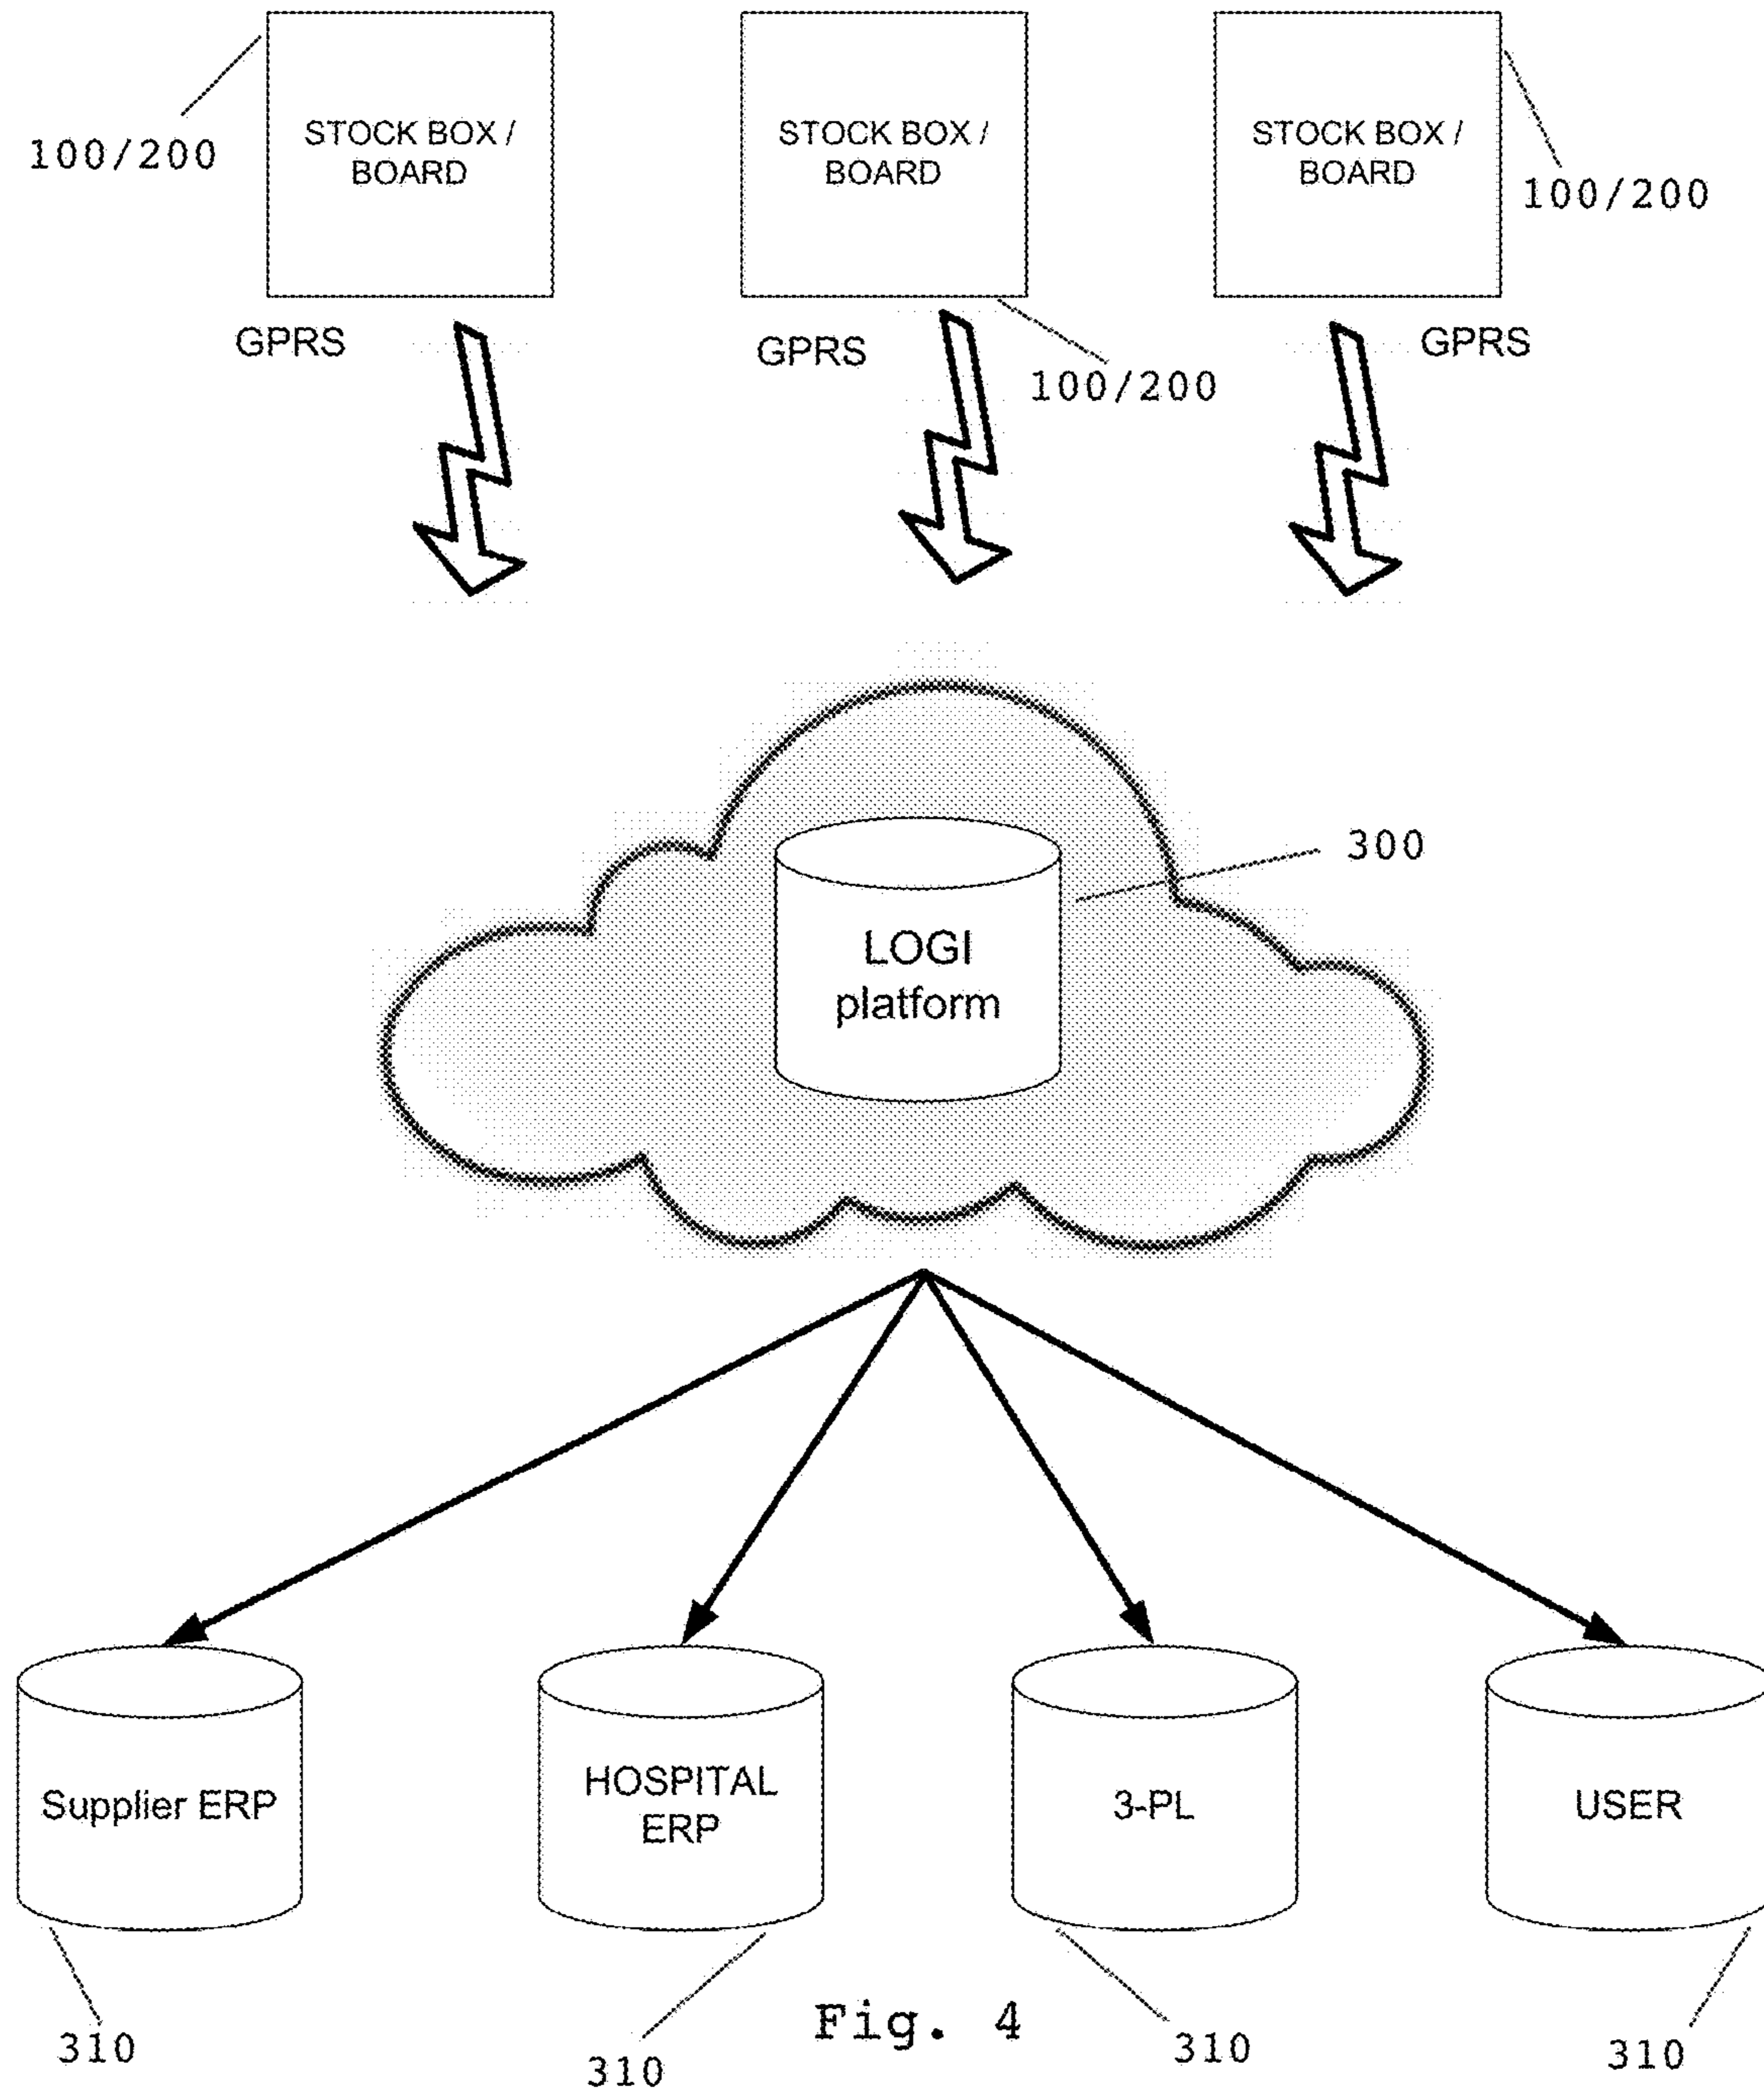 STOCK BOX /
BOARD
STOCK BOX /
BOARD
STOCK BOX /
BOARD
100/200
100/200
GPRS
GPRS
GPRS
100/200
300
LOGI
platform
Supplier ERP
HOSPITAL
ERP
3-PL
USER
310
310
310
310
Fig. 4